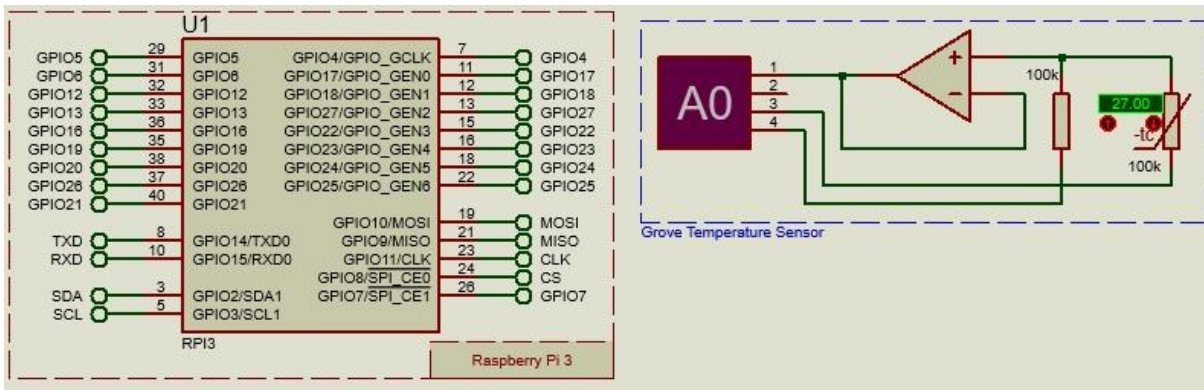 U1
GPIO5 29 GPIO5 GPIO4/GPIO_GCLK 7 GPIO4
GPIO6 31 GPIO6 GPIO17/GPIO_GEN0 11 GPIO17
GPIO12 32 GPIO12 GPIO18/GPIO_GEN1 12 GPIO18
GPIO13 33 GPIO13 GPIO27/GPIO_GEN2 13 GPIO27
GPIO16 36 GPIO16 GPIO22/GPIO_GEN3 15 GPIO22
GPIO19 35 GPIO19 GPIO23/GPIO_GEN4 16 GPIO23
GPIO20 38 GPIO20 GPIO24/GPIO_GEN5 18 GPIO24
GPIO26 37 GPIO26 GPIO25/GPIO_GEN6 22 GPIO25
GPIO21 40 GPIO21
GPIO10/MOSI 19 MOSI
TXD 8 GPIO14/TXD0 GPIO9/MISO 21 MISO
RXD 10 GPIO15/RXD0 GPIO11/CLK 23 CLK
GPIO8/SPI_CE0 24 CS
SDA 3 GPIO2/SDA1 GPIO7/SPI_CE1 26 GPIO7
SCL 5 GPIO3/SCL1
RPI3
Raspberry Pi 3
A0
1
2
3
4
+
−
100k
27.00
-tc
100k
Grove Temperature Sensor